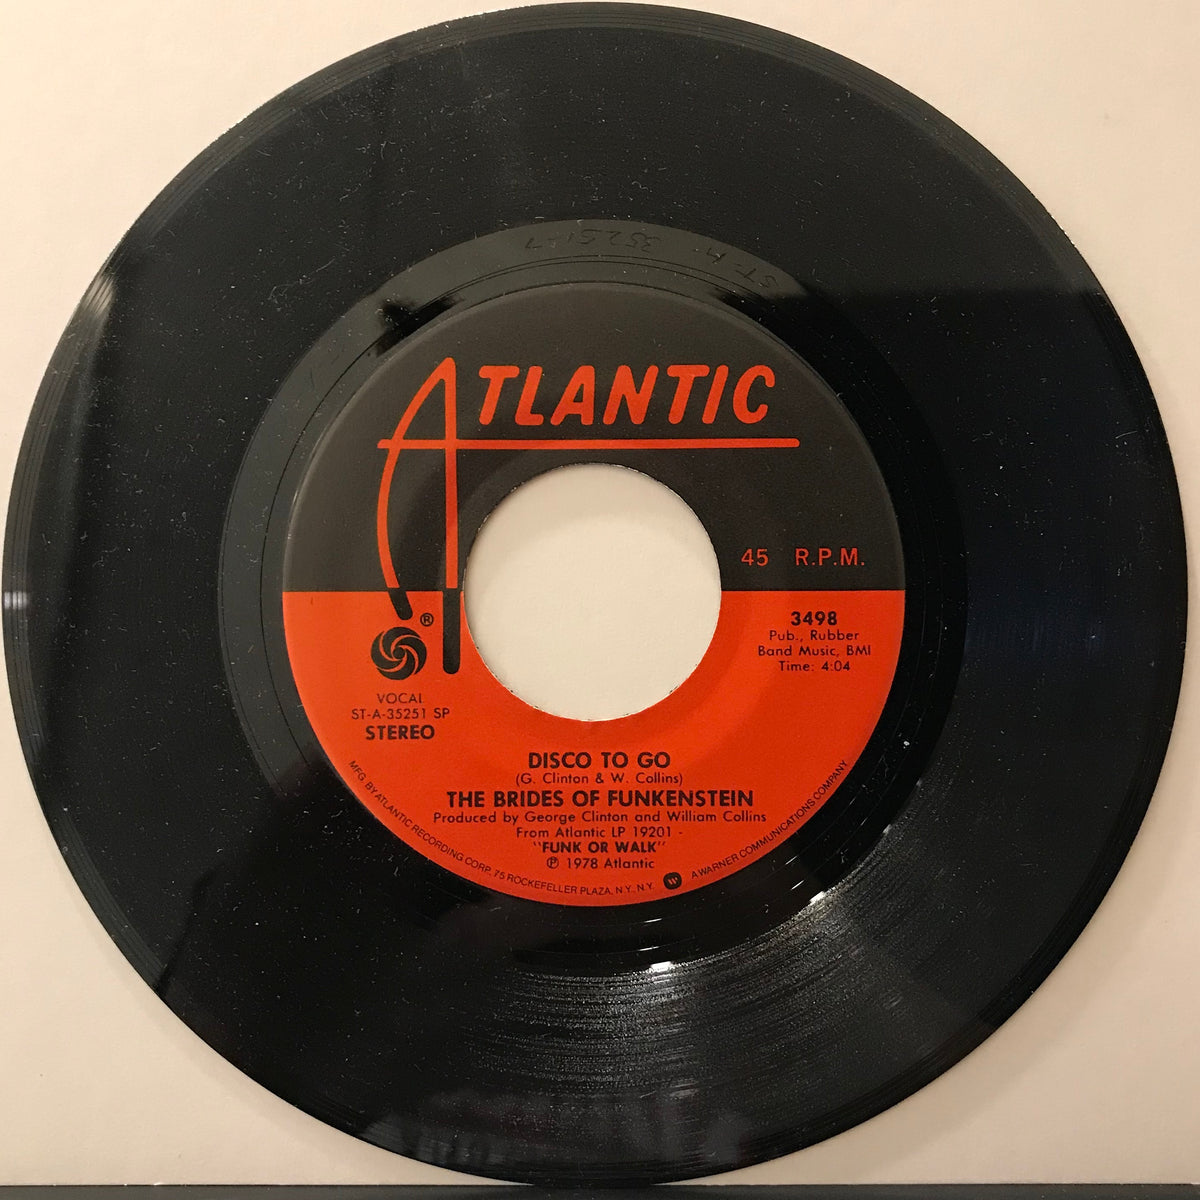 ATLANTIC
45 R.P.M.
®
3498
Pub., Rubber
Band Music, BMI
Time: 4:04
VOCAL
ST-A-35251 SP
STEREO
DISCO TO GO
(G. Clinton & W. Collins)
THE BRIDES OF FUNKENSTEIN
Produced by George Clinton and William Collins
From Atlantic LP 19201 -
"FUNK OR WALK"
℗ 1978 Atlantic
MFG. BY ATLANTIC RECORDING CORP., 75 ROCKEFELLER PLAZA, N.Y., N.Y. W A WARNER COMMUNICATIONS COMPANY